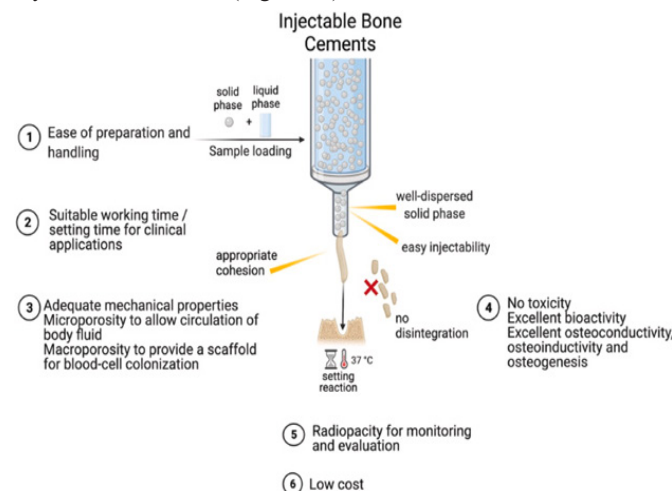 Injectable Bone
Cements
solid
phase
+
liquid
phase
Sample loading
1
Ease of preparation and
handling
well-dispersed
solid phase
easy injectability
2
Suitable working time /
setting time for clinical
applications
appropriate
cohesion
no
disintegration
3
Adequate mechanical properties
Microporosity to allow circulation of
body fluid
Macroporosity to provide a scaffold
for blood-cell colonization
37 °C
setting
reaction
4
No toxicity
Excellent bioactivity
Excellent osteoconductivity,
osteoinductivity and
osteogenesis
5
Radiopacity for monitoring
and evaluation
6
Low cost